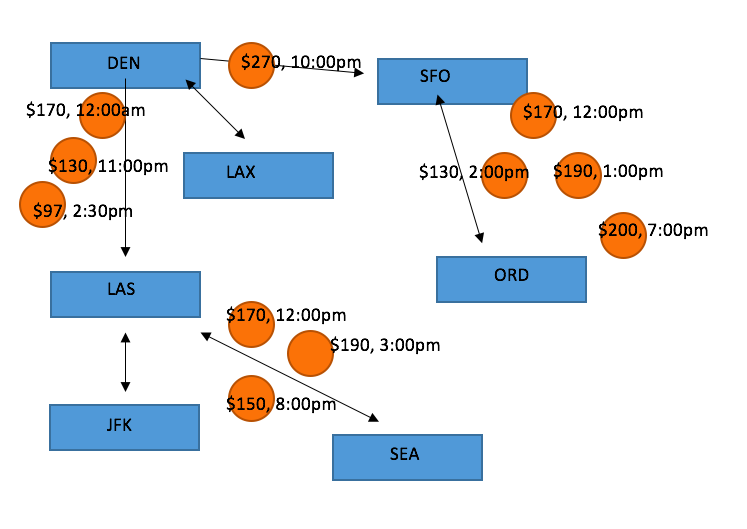 DEN
$270, 10:00pm
SFO
$170, 12:00am
$170, 12:00pm
$130, 11:00pm
LAX
$130, 2:00pm
$190, 1:00pm
$97, 2:30pm
$200, 7:00pm
ORD
LAS
$170, 12:00pm
$190, 3:00pm
$150, 8:00pm
JFK
SEA